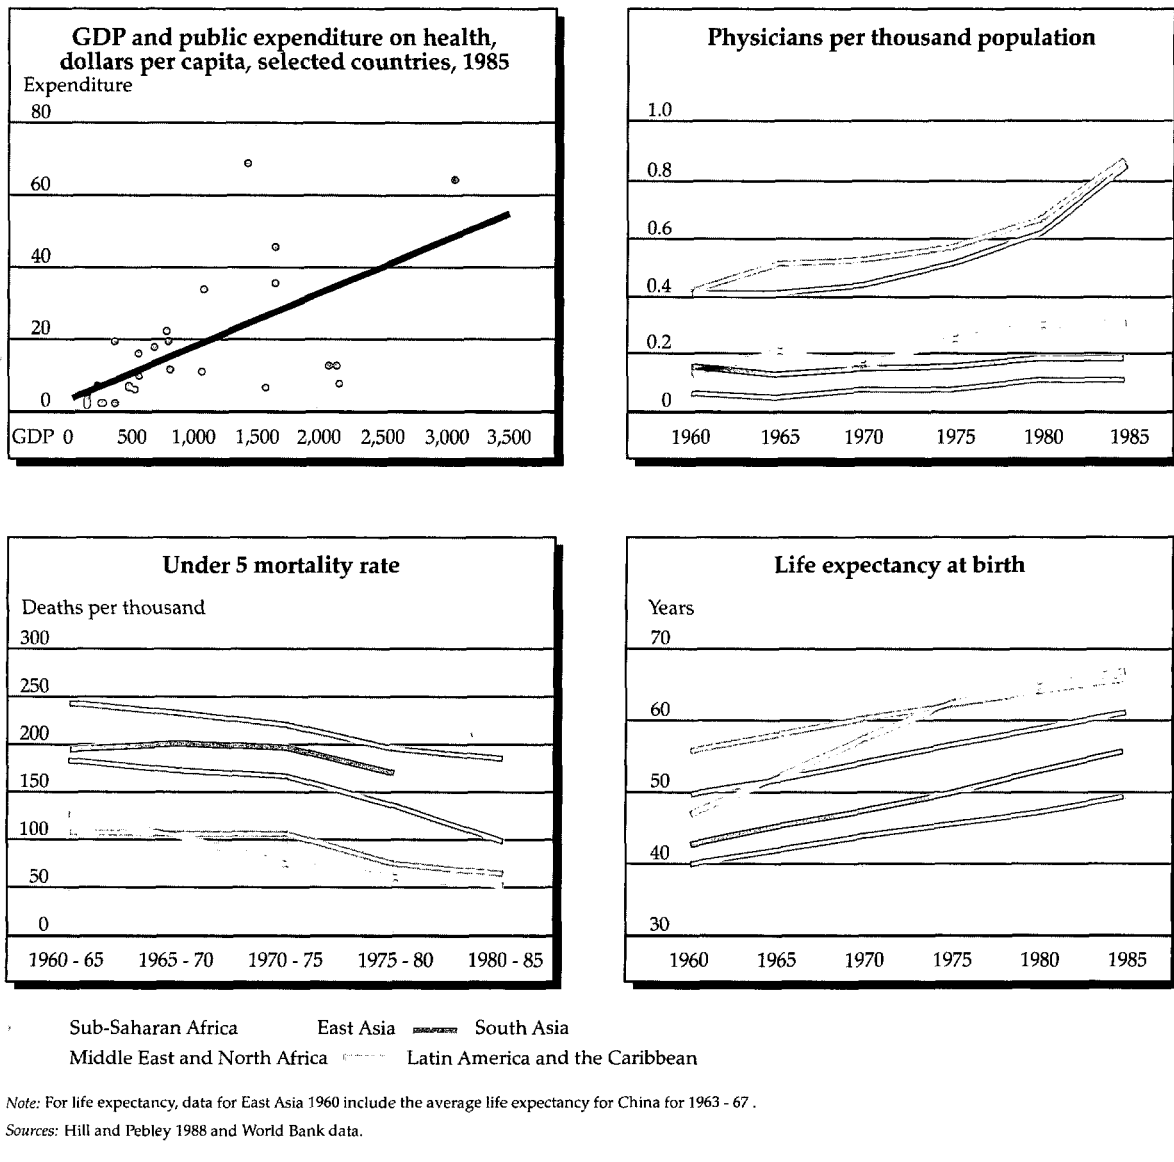 GDP and public expenditure on health,
dollars per capita, selected countries, 1985
Expenditure
80
60
40
20
0
GDP 0 500 1,000 1,500 2,000 2,500 3,000 3,500
Physicians per thousand population
1.0
0.8
0.6
0.4
0.2
0
1960 1965 1970 1975 1980 1985
Under 5 mortality rate
Deaths per thousand
300
250
200
150
100
50
0
1960 - 65 1965 - 70 1970 - 75 1975 - 80 1980 - 85
Life expectancy at birth
Years
70
60
50
40
30
1960 1965 1970 1975 1980 1985
Sub-Saharan Africa East Asia South Asia
Middle East and North Africa Latin America and the Caribbean
Note: For life expectancy, data for East Asia 1960 include the average life expectancy for China for 1963 - 67 .
Sources: Hill and Pebley 1988 and World Bank data.